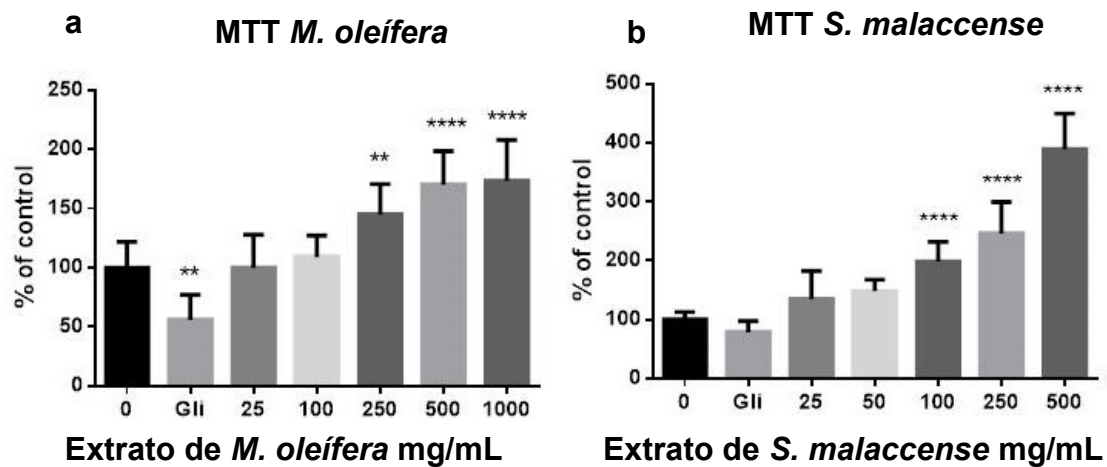 a MTT M. oleífera
250
200
150
100
50
0
% of control
**
**
****
****
0 Gli 25 100 250 500 1000
Extrato de M. oleífera mg/mL
b MTT S. malaccense
500
400
300
200
100
0
% of control
****
****
****
0 Gli 25 50 100 250 500
Extrato de S. malaccense mg/mL